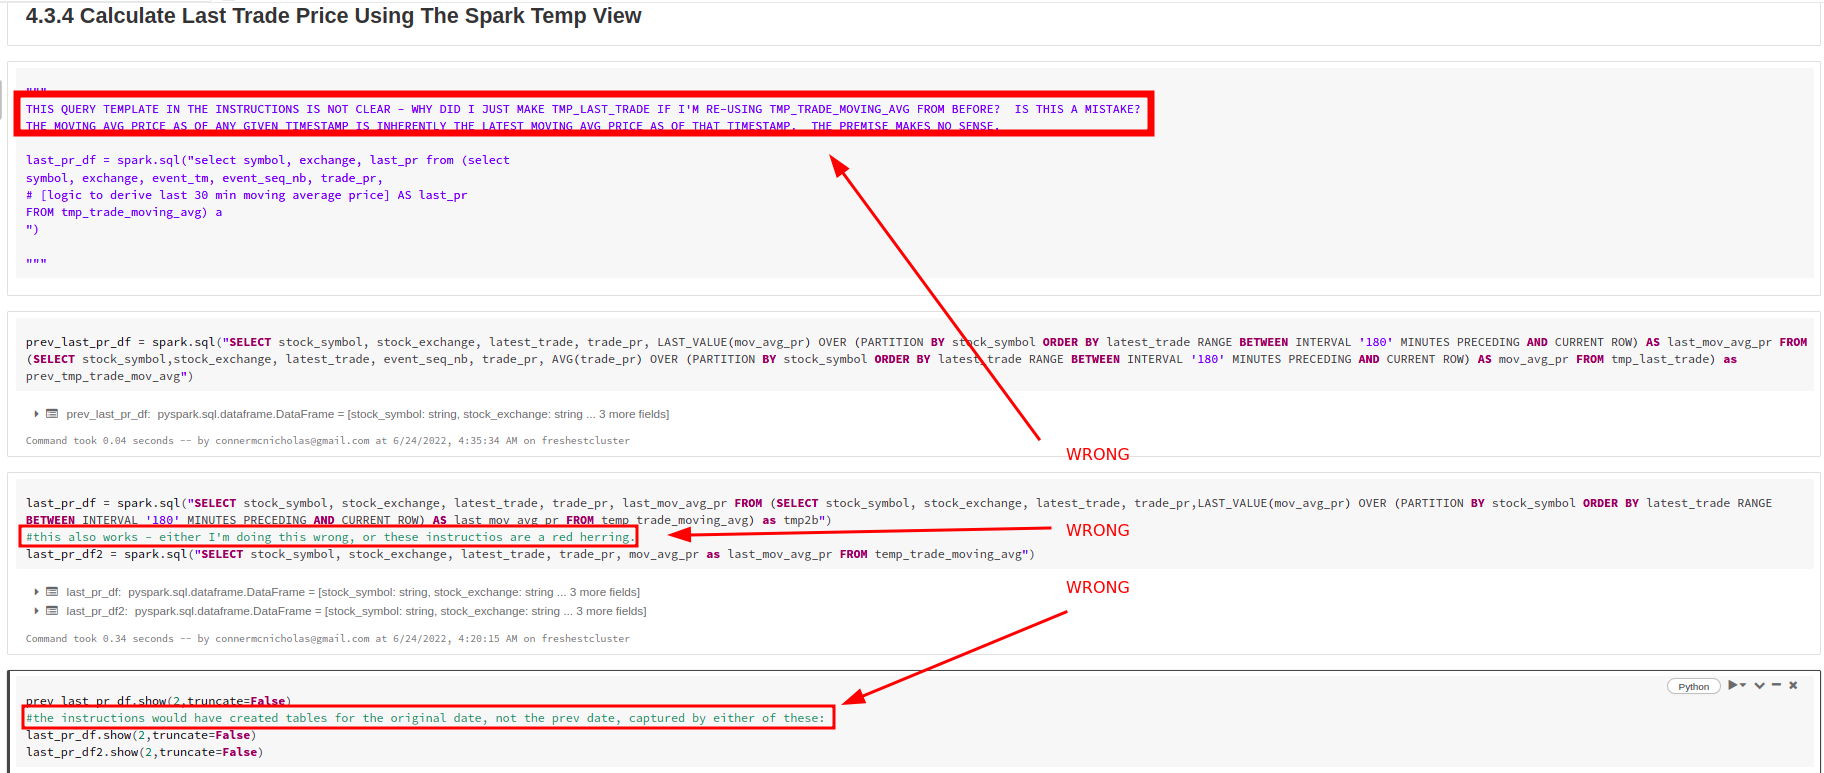 4.3.4 Calculate Last Trade Price Using The Spark Temp View
"""
THIS QUERY TEMPLATE IN THE INSTRUCTIONS IS NOT CLEAR - WHY DID I JUST MAKE TMP_LAST_TRADE IF I'M RE-USING TMP_TRADE_MOVING_AVG FROM BEFORE?  IS THIS A MISTAKE?
THE MOVING AVG PRICE AS OF ANY GIVEN TIMESTAMP IS INHERENTLY THE LATEST MOVING AVG PRICE AS OF THAT TIMESTAMP.  THE PREMISE MAKES NO SENSE.
last_pr_df = spark.sql("select symbol, exchange, last_pr from (select
symbol, exchange, event_tm, event_seq_nb, trade_pr,
# [logic to derive last 30 min moving average price] AS last_pr
FROM tmp_trade_moving_avg) a
")
"""
prev_last_pr_df = spark.sql("SELECT stock_symbol, stock_exchange, latest_trade, trade_pr, LAST_VALUE(mov_avg_pr) OVER (PARTITION BY stock_symbol ORDER BY latest_trade RANGE BETWEEN INTERVAL '180' MINUTES PRECEDING AND CURRENT ROW) AS last_mov_avg_pr FROM
(SELECT stock_symbol,stock_exchange, latest_trade, event_seq_nb, trade_pr, AVG(trade_pr) OVER (PARTITION BY stock_symbol ORDER BY latest_trade RANGE BETWEEN INTERVAL '180' MINUTES PRECEDING AND CURRENT ROW) AS mov_avg_pr FROM tmp_last_trade) as
prev_tmp_trade_mov_avg")
prev_last_pr_df: pyspark.sql.dataframe.DataFrame = [stock_symbol: string, stock_exchange: string ... 3 more fields]
Command took 0.04 seconds -- by connermcnicholas@gmail.com at 6/24/2022, 4:35:34 AM on freshestcluster
WRONG
last_pr_df = spark.sql("SELECT stock_symbol, stock_exchange, latest_trade, trade_pr, last_mov_avg_pr FROM (SELECT stock_symbol, stock_exchange, latest_trade, trade_pr,LAST_VALUE(mov_avg_pr) OVER (PARTITION BY stock_symbol ORDER BY latest_trade RANGE
BETWEEN INTERVAL '180' MINUTES PRECEDING AND CURRENT ROW) AS last_mov_avg_pr FROM temp_trade_moving_avg) as tmp2b")
WRONG
#this also works - either I'm doing this wrong, or these instructios are a red herring.
last_pr_df2 = spark.sql("SELECT stock_symbol, stock_exchange, latest_trade, trade_pr, mov_avg_pr as last_mov_avg_pr FROM temp_trade_moving_avg")
WRONG
last_pr_df: pyspark.sql.dataframe.DataFrame = [stock_symbol: string, stock_exchange: string ... 3 more fields]
last_pr_df2: pyspark.sql.dataframe.DataFrame = [stock_symbol: string, stock_exchange: string ... 3 more fields]
Command took 0.34 seconds -- by connermcnicholas@gmail.com at 6/24/2022, 4:20:15 AM on freshestcluster
Python
prev_last_pr_df.show(2,truncate=False)
#the instructions would have created tables for the original date, not the prev date, captured by either of these:
last_pr_df.show(2,truncate=False)
last_pr_df2.show(2,truncate=False)